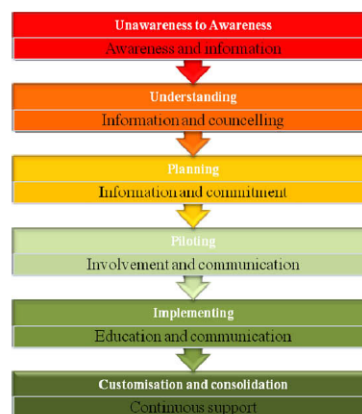 Unawareness to Awareness
Awareness and information
Understanding
Information and councelling
Planning
Information and commitment
Piloting
Involvement and communication
Implementing
Education and communication
Customisation and consolidation
Continuous support